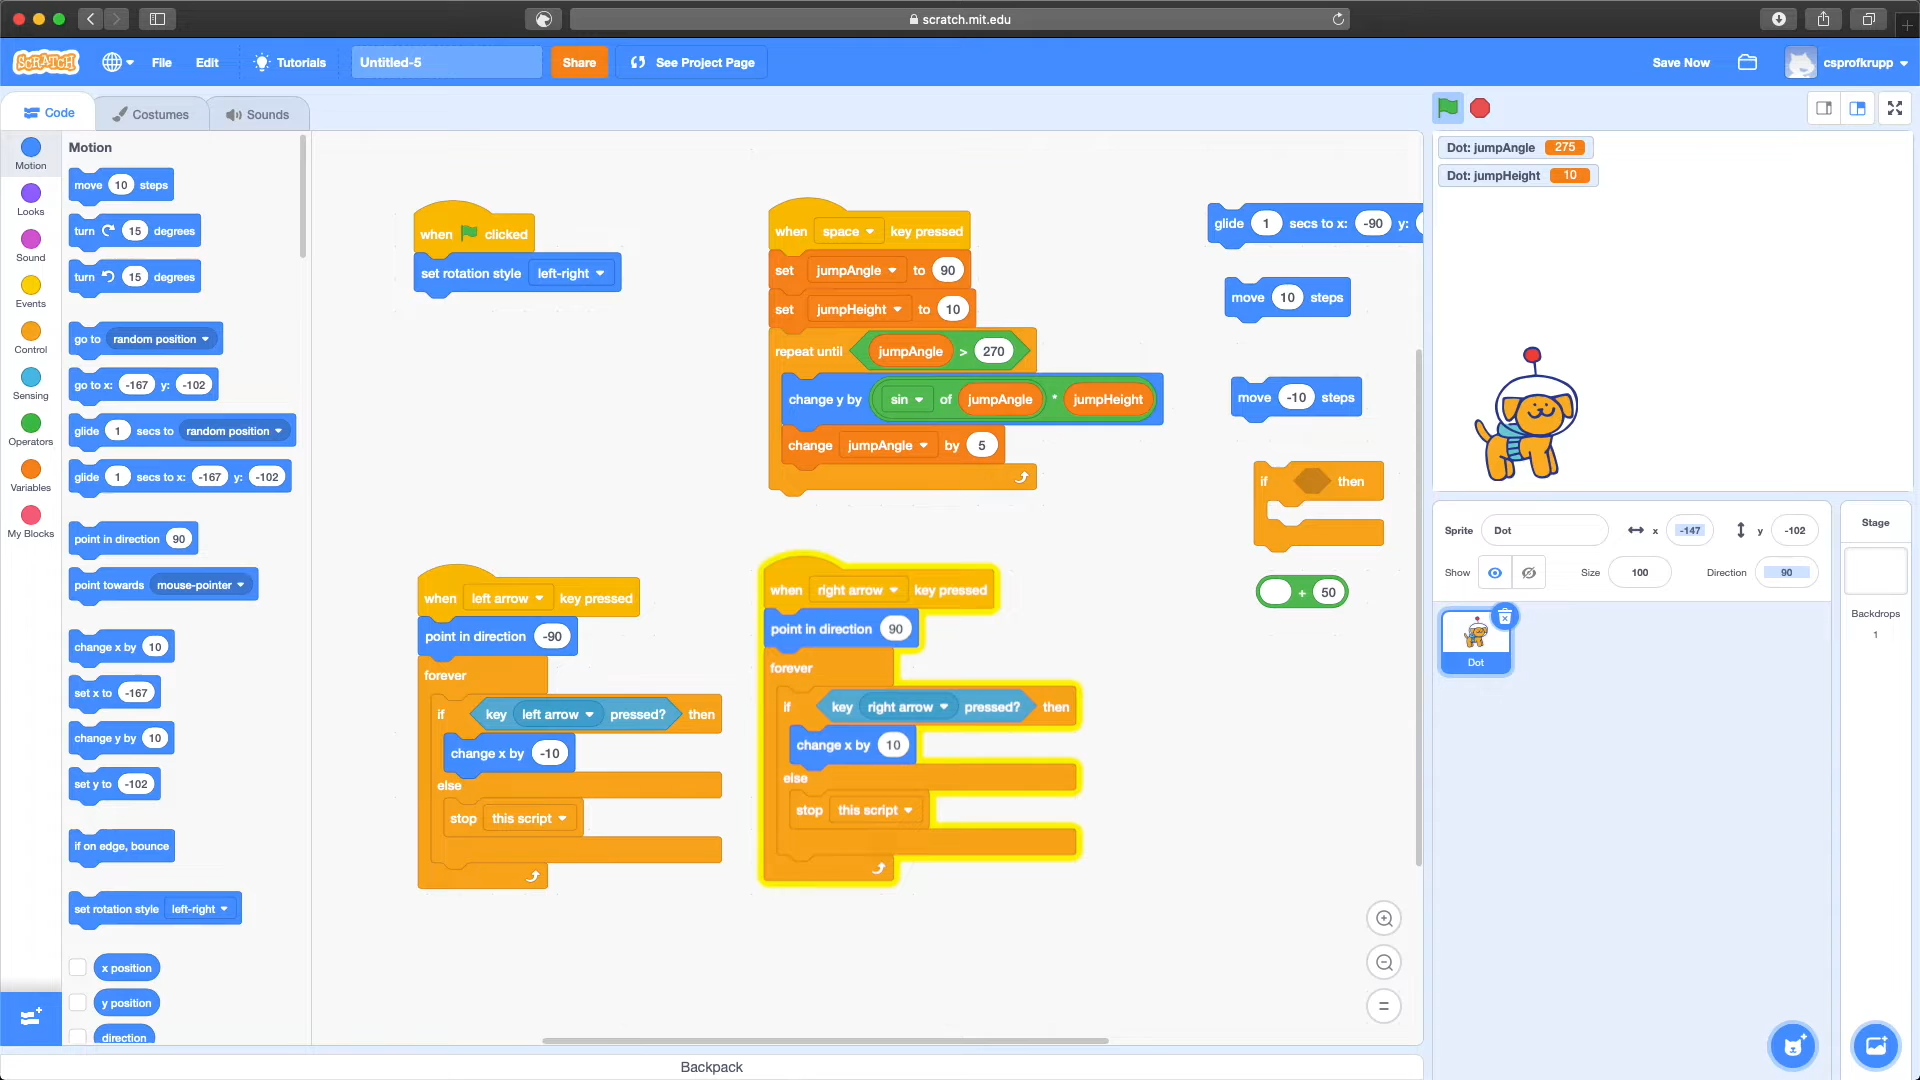 scratch.mit.edu
SCRATCH
File
Edit
Tutorials
Untitled-5
Share
See Project Page
Save Now
csprofkrupp
Code
Costumes
Sounds
Motion
Looks
Sound
Events
Control
Sensing
Operators
Variables
My Blocks
Motion
move 10 steps
turn 15 degrees
turn 15 degrees
go to random position
go to x: -167 y: -102
glide 1 secs to random position
glide 1 secs to x: -167 y: -102
point in direction 90
point towards mouse-pointer
change x by 10
set x to -167
change y by 10
set y to -102
if on edge, bounce
set rotation style left-right
x position
y position
direction
when clicked
set rotation style left-right
when space key pressed
set jumpAngle to 90
set jumpHeight to 10
repeat until jumpAngle > 270
change y by sin of jumpAngle * jumpHeight
change jumpAngle by 5
glide 1 secs to x: -90 y:
move 10 steps
move -10 steps
if then
+ 50
when left arrow key pressed
point in direction -90
forever
if key left arrow pressed? then
change x by -10
else
stop this script
when right arrow key pressed
point in direction 90
forever
if key right arrow pressed? then
change x by 10
else
stop this script
Backpack
Dot: jumpAngle 275
Dot: jumpHeight 10
Sprite Dot x -147 y -102
Show Size 100 Direction 90
Dot
Stage
Backdrops
1